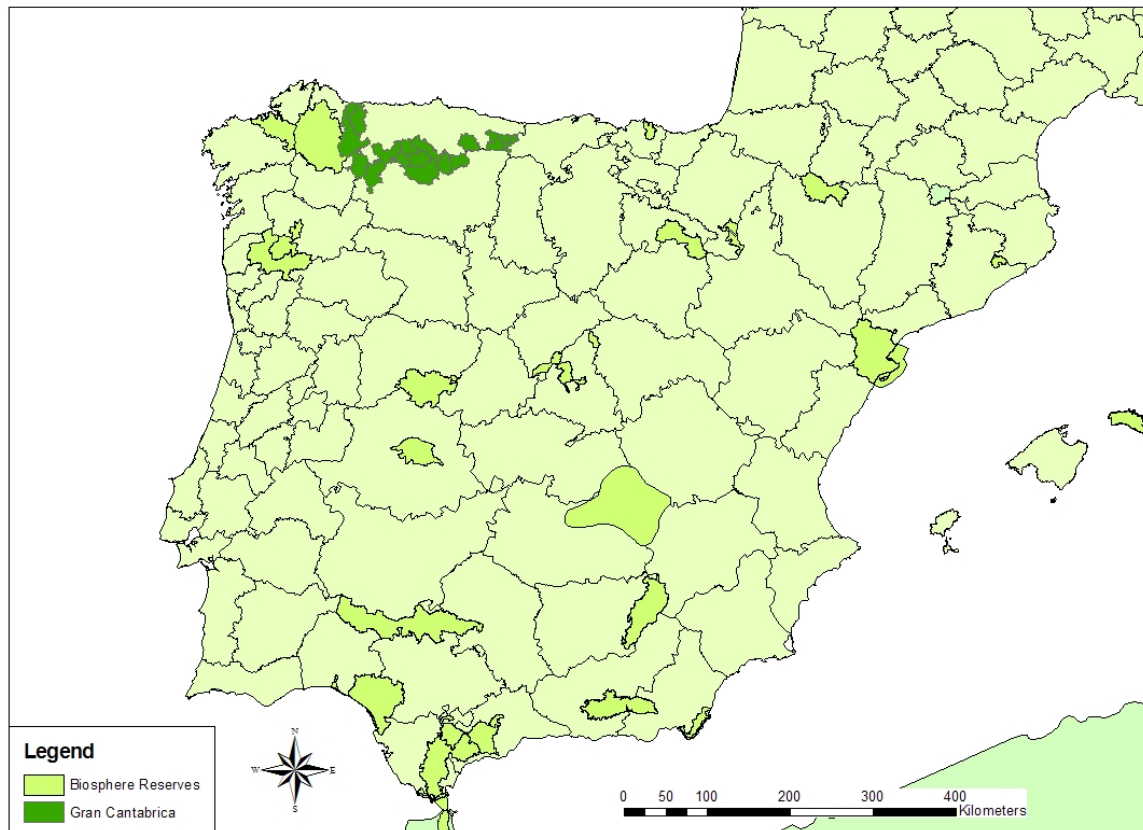 Legend
Biosphere Reserves
Gran Cantabrica
N
W E
S
0 50 100 200 300 400
Kilometers